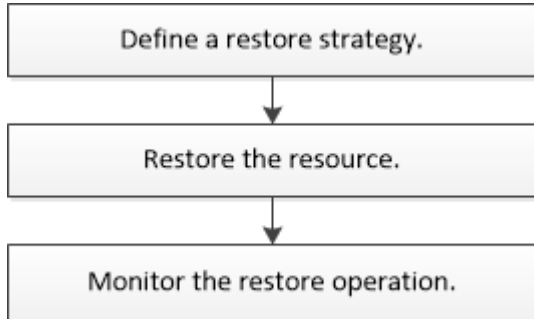 Define a restore strategy.
Restore the resource.
Monitor the restore operation.